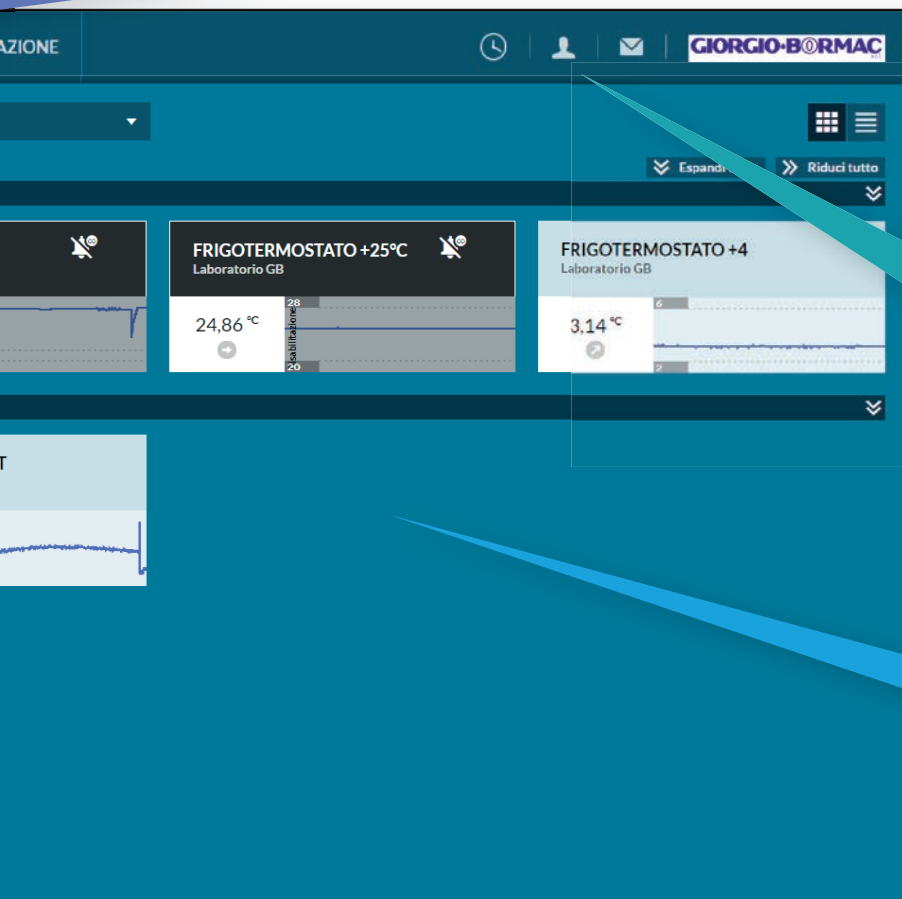 AZIONE
GIORGIO-BORMAC
Riduci tutto
FRIGOTERMOSTATO +25°C
Laboratorio GB
FRIGOTERMOSTATO +4
Laboratorio GB
28
24,86 °C
20
6
3,14 °C
2
T